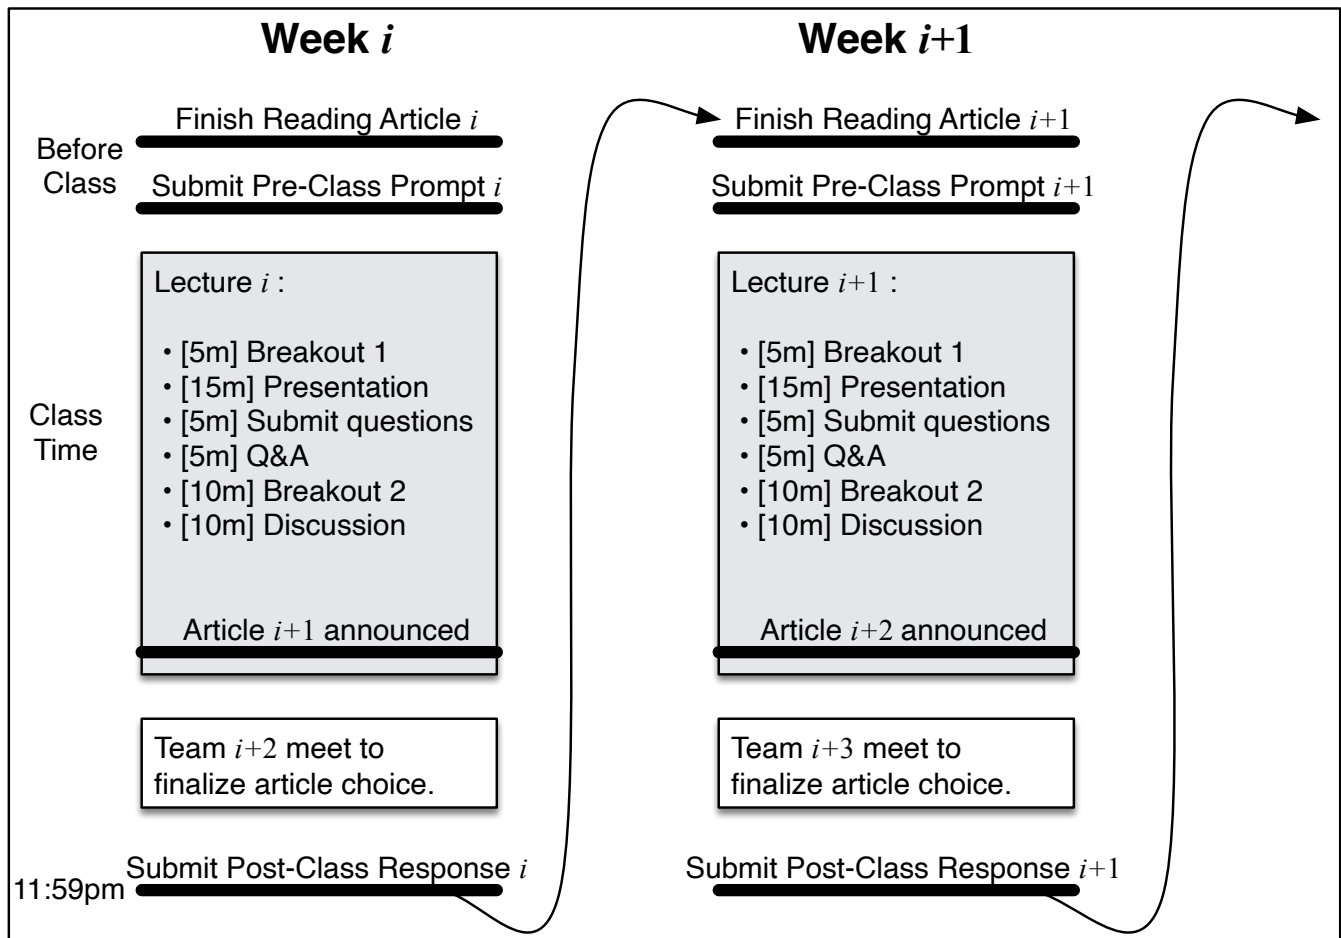 Week i
Week i+1
Before
Class
Finish Reading Article i
Submit Pre-Class Prompt i
Finish Reading Article i+1
Submit Pre-Class Prompt i+1
Class
Time
Lecture i :
• [5m] Breakout 1
• [15m] Presentation
• [5m] Submit questions
• [5m] Q&A
• [10m] Breakout 2
• [10m] Discussion
Article i+1 announced
Lecture i+1 :
• [5m] Breakout 1
• [15m] Presentation
• [5m] Submit questions
• [5m] Q&A
• [10m] Breakout 2
• [10m] Discussion
Article i+2 announced
Team i+2 meet to
finalize article choice.
Team i+3 meet to
finalize article choice.
11:59pm
Submit Post-Class Response i
Submit Post-Class Response i+1